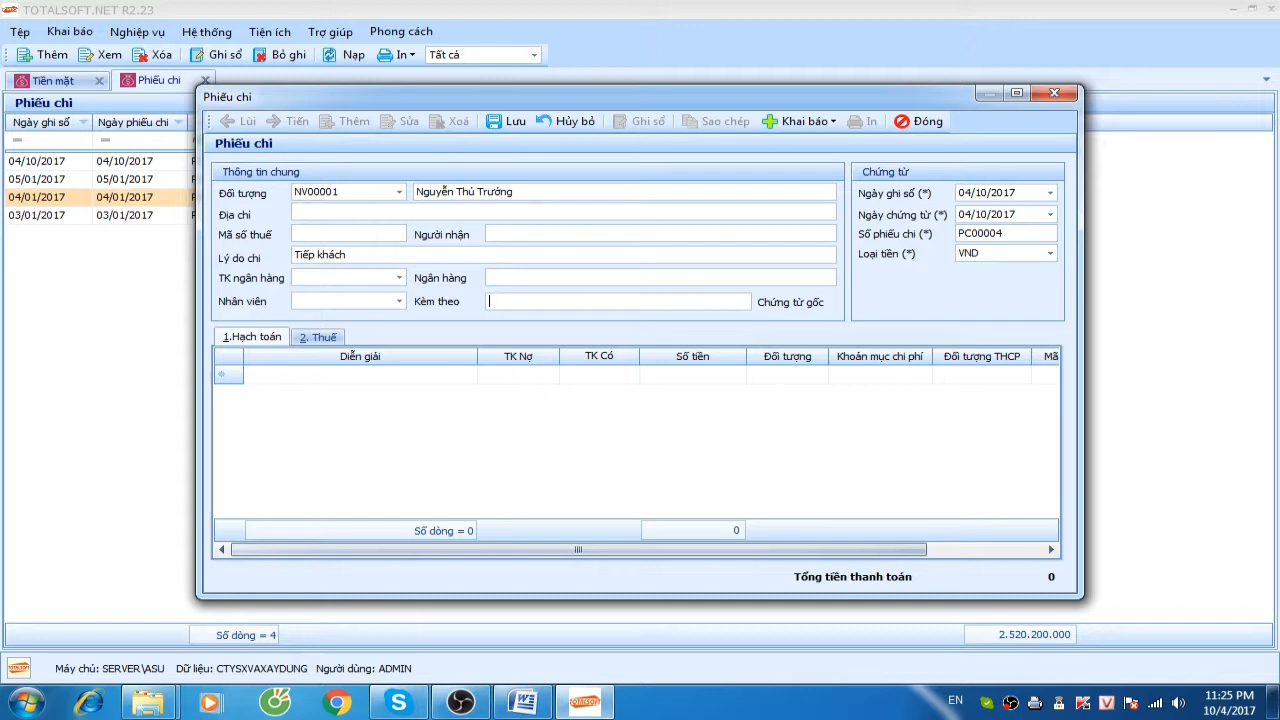 TOTALSOFT.NET R2.23
Tệp Khai báo Nghiệp vụ Hệ thống Tiện ích Trợ giúp Phong cách
Thêm Xem Xóa Ghi sổ Bỏ ghi Nạp In Tất cả
Tiền mặt Phiếu chi
Phiếu chi
Ngày ghi sổ Ngày phiếu chi
04/10/2017 04/10/2017
05/01/2017 05/01/2017
04/01/2017 04/01/2017
03/01/2017 03/01/2017
Số dòng = 4 2.520.200.000
Phiếu chi
Lùi Tiến Thêm Sửa Xoá Lưu Hủy bỏ Ghi sổ Sao chép Khai báo In Đóng
Phiếu chi
Thông tin chung
Đối tượng NV00001 Nguyễn Thủ Trưởng
Địa chỉ
Mã số thuế Người nhận
Lý do chi Tiếp khách
TK ngân hàng Ngân hàng
Nhân viên Kèm theo Chứng từ gốc
Chứng từ
Ngày ghi sổ (*) 04/10/2017
Ngày chứng từ (*) 04/10/2017
Số phiếu chi (*) PC00004
Loại tiền (*) VND
1.Hạch toán 2. Thuế
Diễn giải TK Nợ TK Có Số tiền Đối tượng Khoản mục chi phí Đối tượng THCP Mã
Số dòng = 0 0
Tổng tiền thanh toán 0
Máy chủ: SERVER\ASU Dữ liệu: CTYSXVAXAYDUNG Người dùng: ADMIN
EN 11:25 PM
10/4/2017